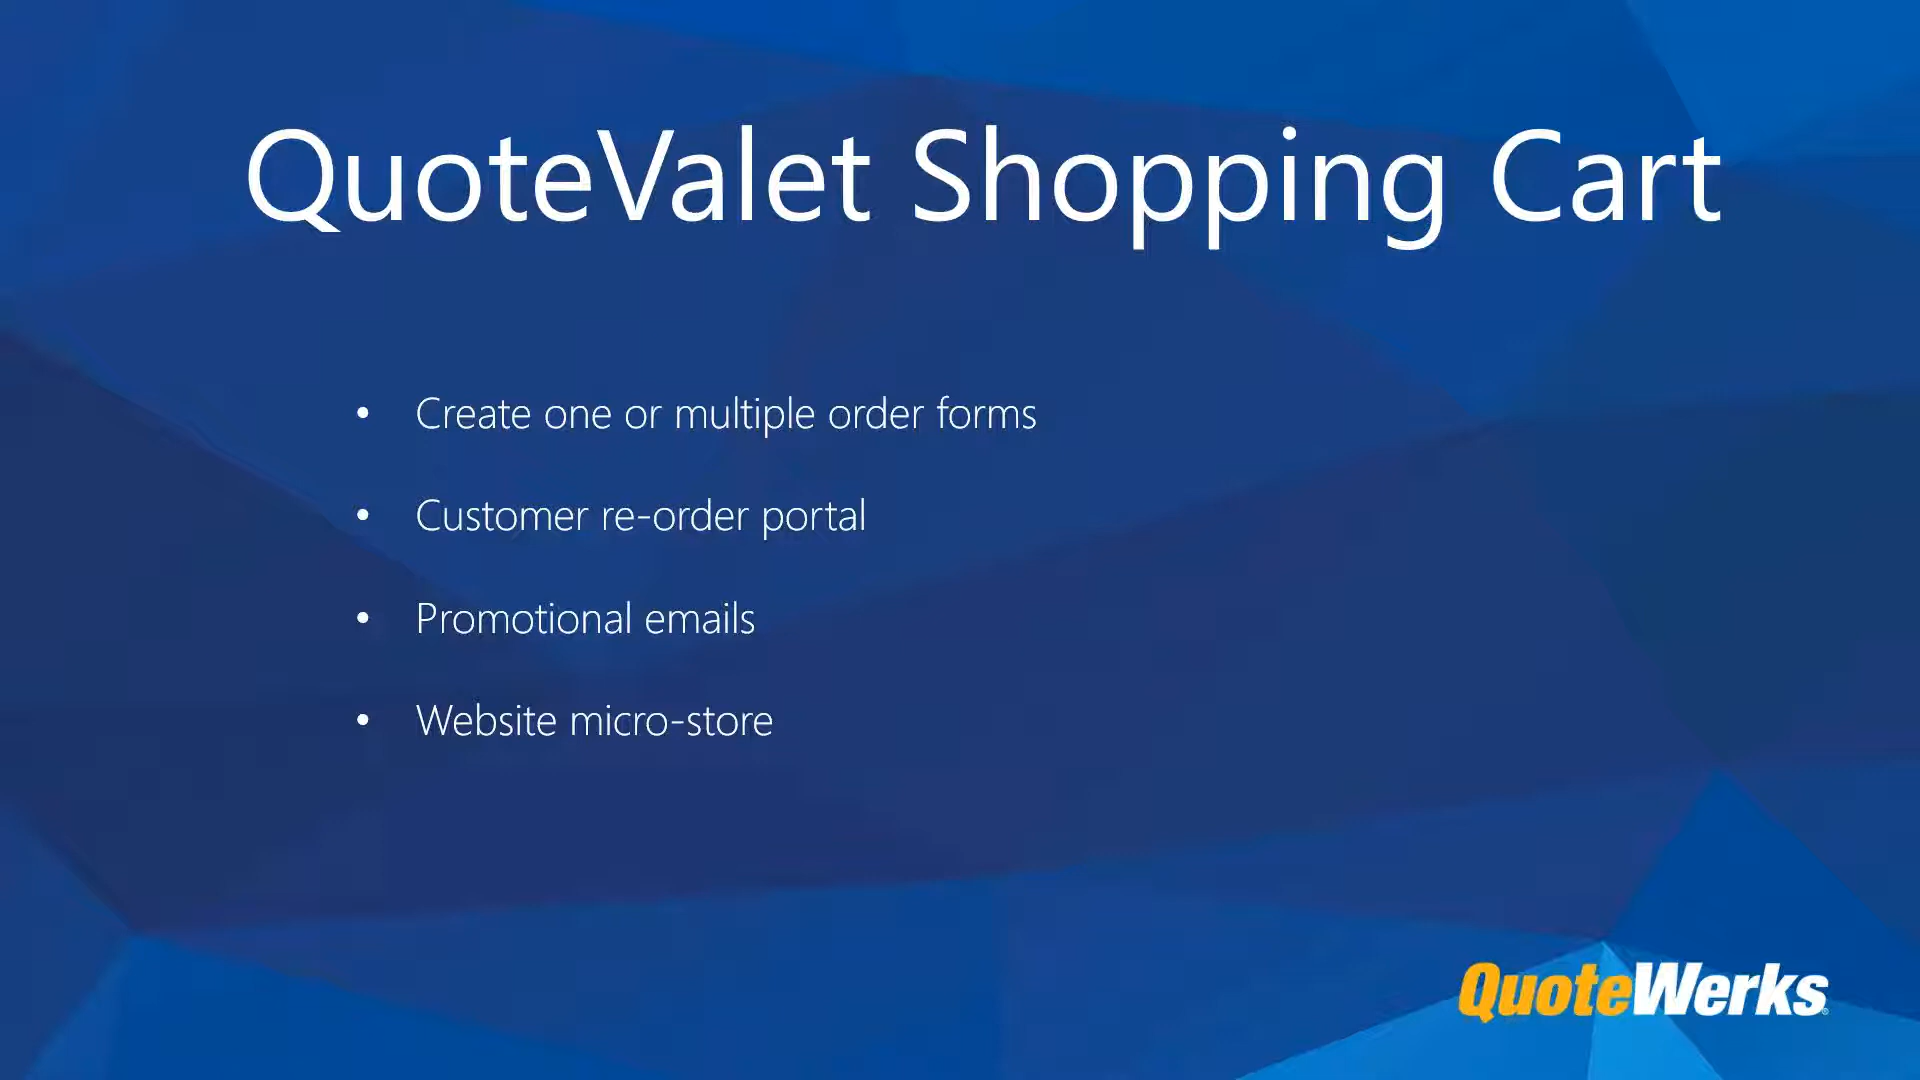 QuoteValet Shopping Cart
• Create one or multiple order forms
• Customer re-order portal
• Promotional emails
• Website micro-store
QuoteWerks®